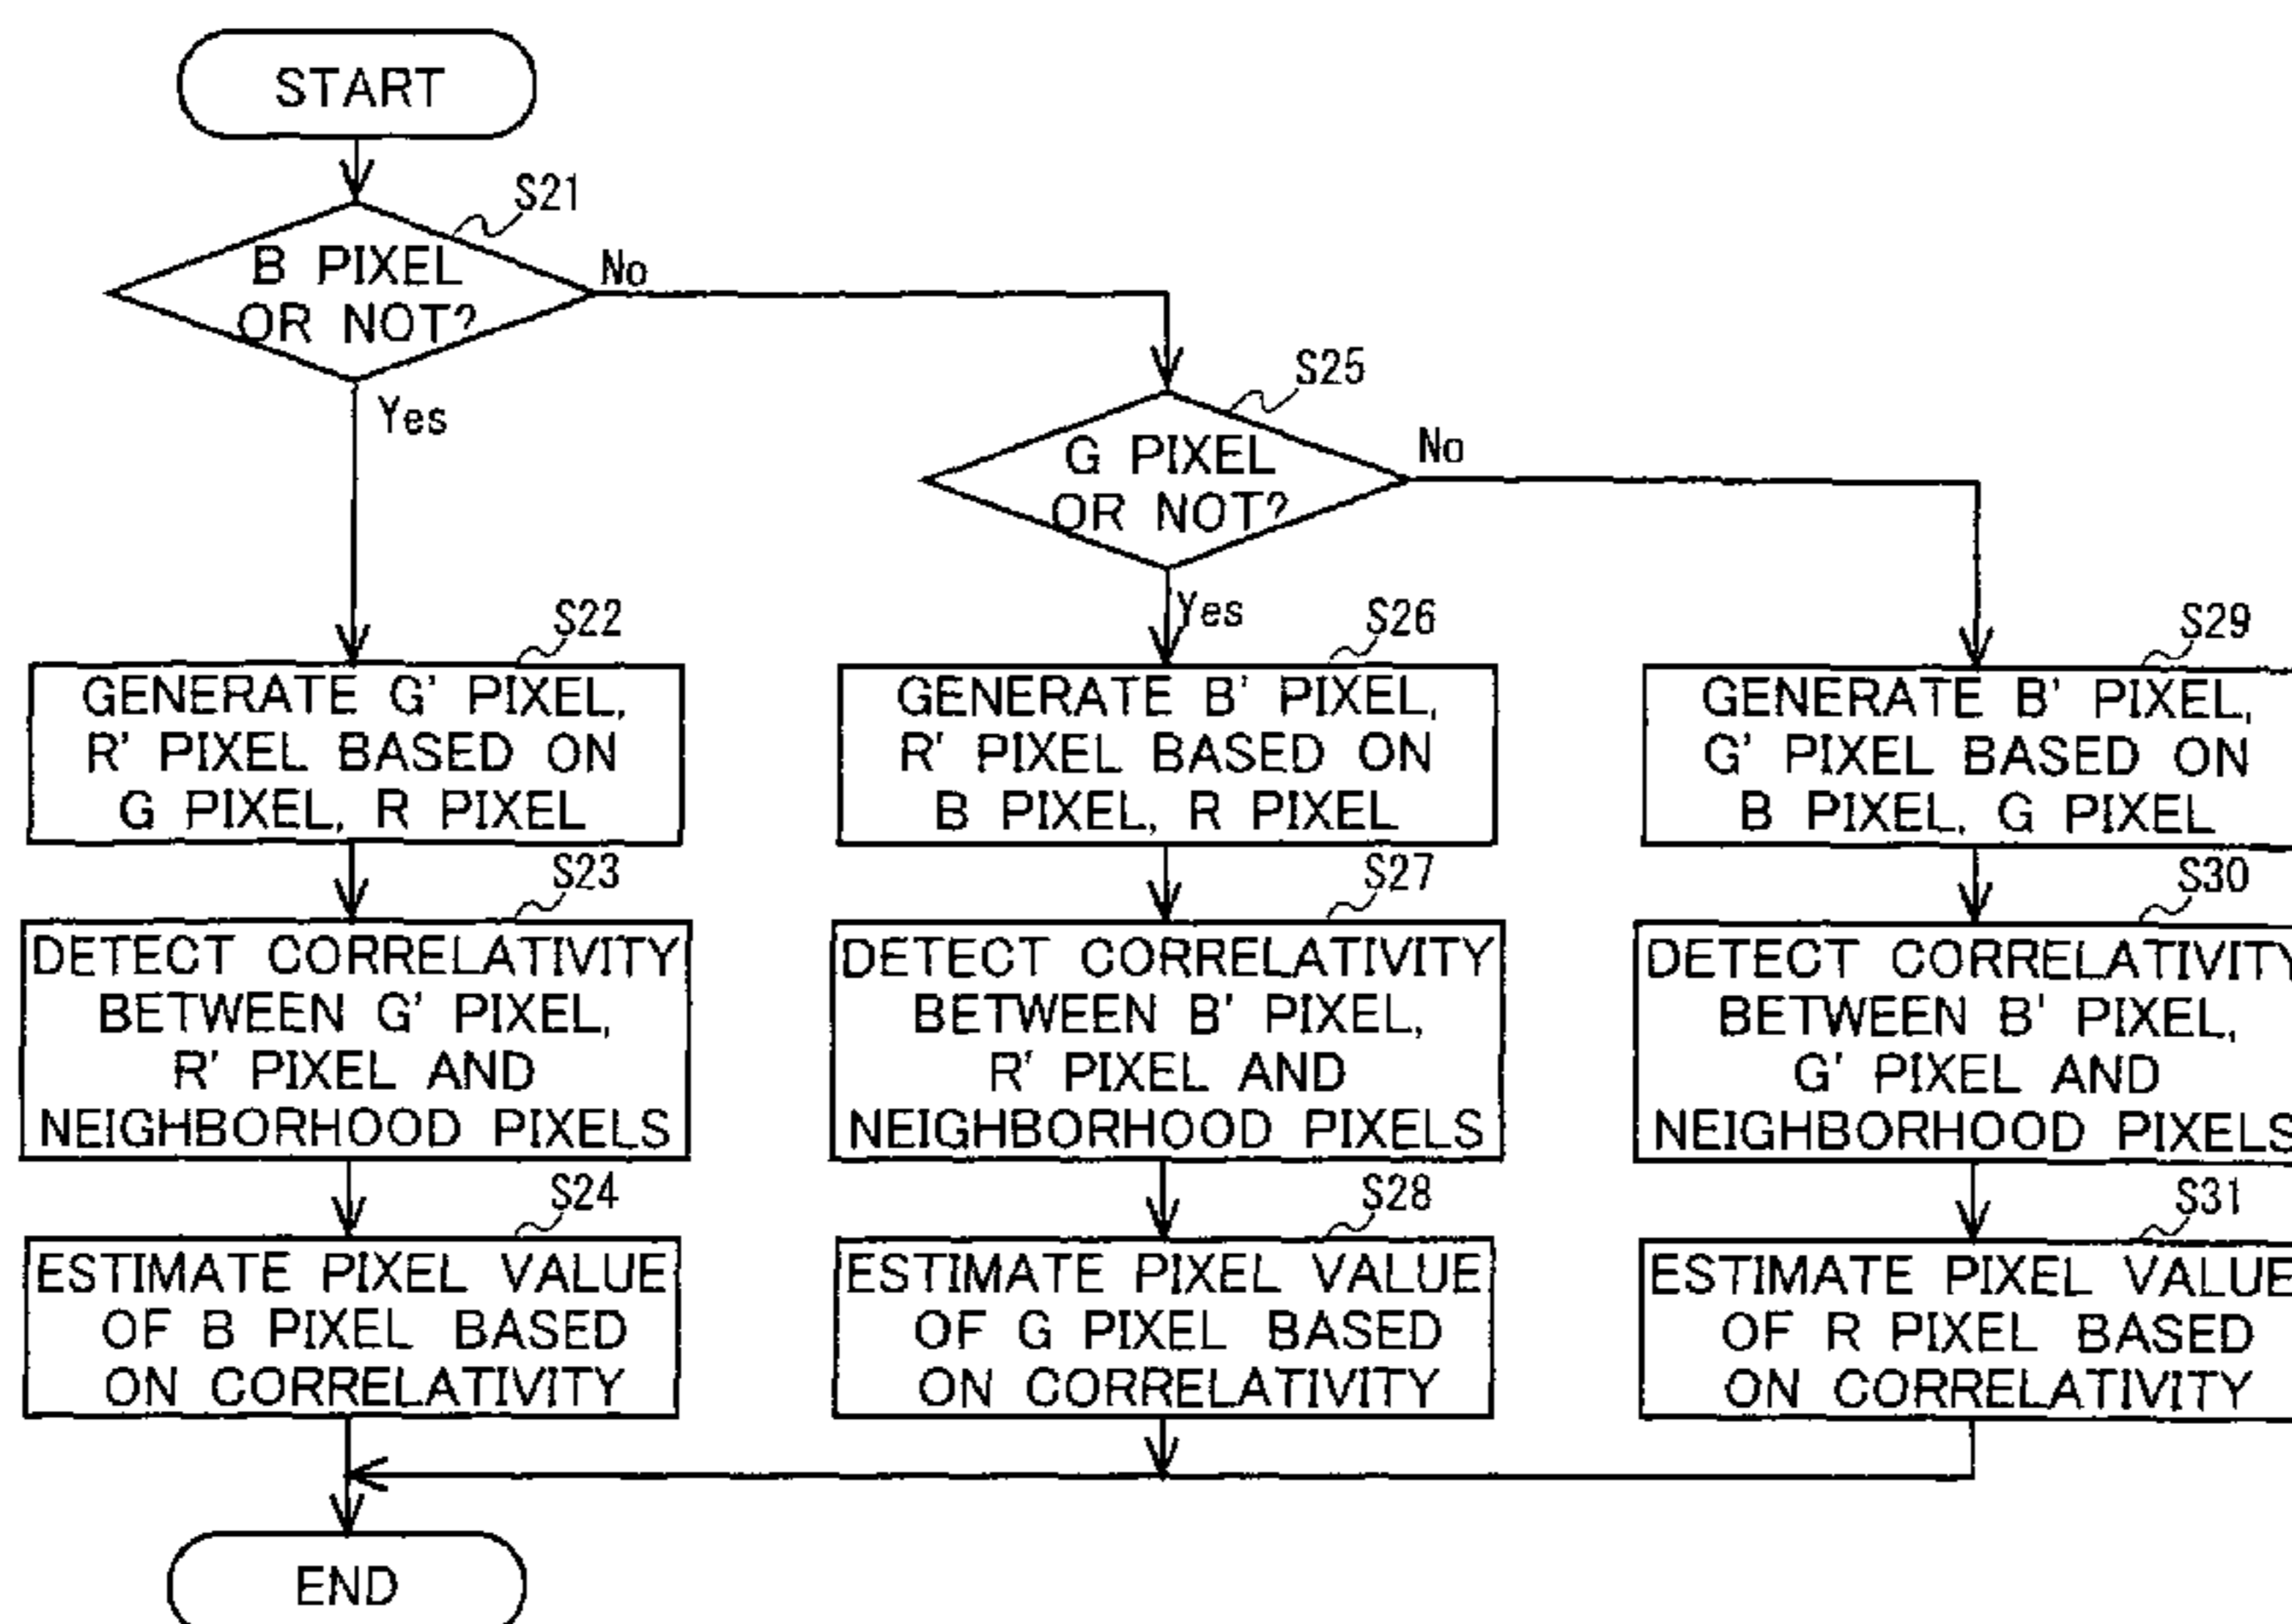 START
S21
B PIXEL
OR NOT?
No
Yes
S25
G PIXEL
OR NOT?
No
Yes
S22
GENERATE G' PIXEL,
R' PIXEL BASED ON
G PIXEL, R PIXEL
S23
DETECT CORRELATIVITY
BETWEEN G' PIXEL,
R' PIXEL AND
NEIGHBORHOOD PIXELS
S24
ESTIMATE PIXEL VALUE
OF B PIXEL BASED
ON CORRELATIVITY
S26
GENERATE B' PIXEL,
R' PIXEL BASED ON
B PIXEL, R PIXEL
S27
DETECT CORRELATIVITY
BETWEEN B' PIXEL,
R' PIXEL AND
NEIGHBORHOOD PIXELS
S28
ESTIMATE PIXEL VALUE
OF G PIXEL BASED
ON CORRELATIVITY
S29
GENERATE B' PIXEL,
G' PIXEL BASED ON
B PIXEL, G PIXEL
S30
DETECT CORRELATIVITY
BETWEEN B' PIXEL,
G' PIXEL AND
NEIGHBORHOOD PIXELS
S31
ESTIMATE PIXEL VALUE
OF R PIXEL BASED
ON CORRELATIVITY
END